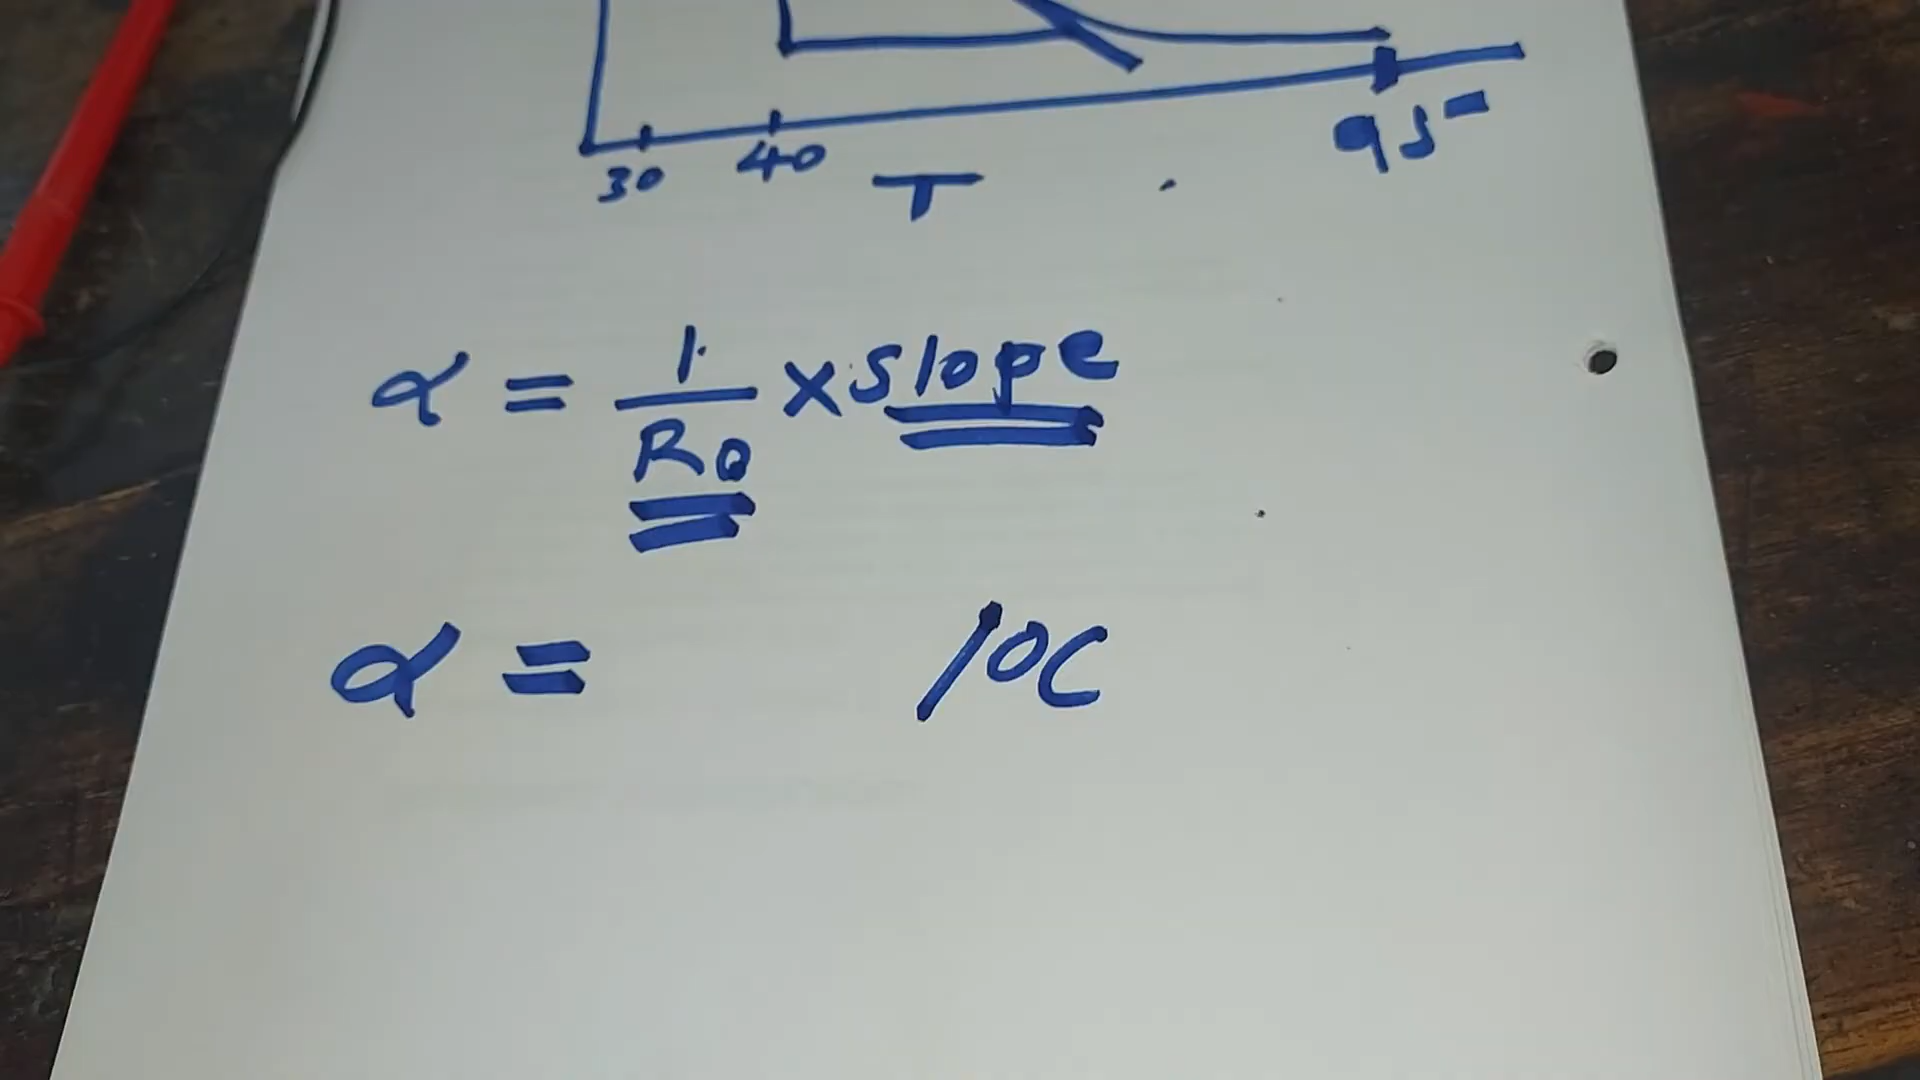 30 40 95
T
α = 1/R0 × slope
α = /°C